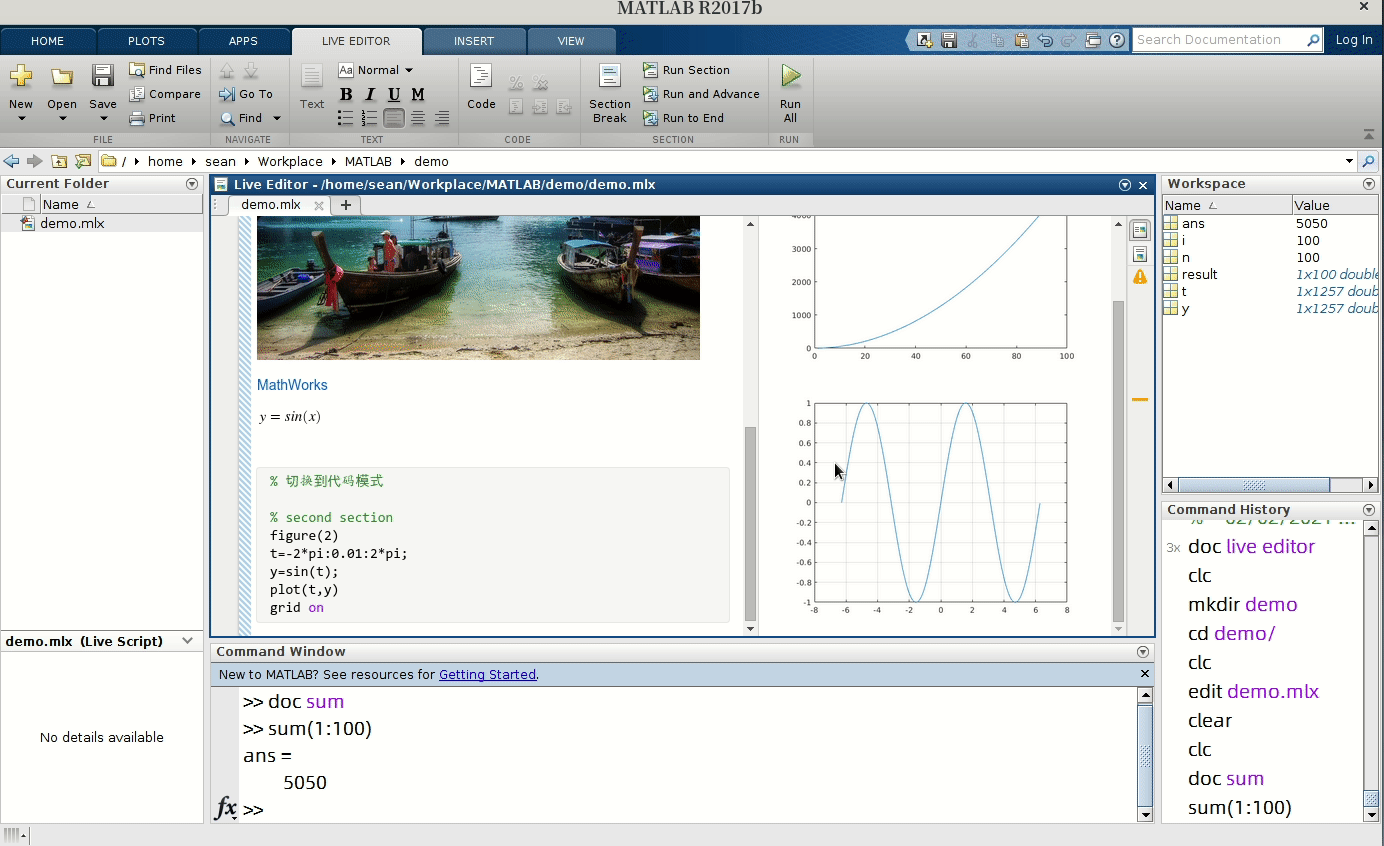 MATLAB R2017b
HOME PLOTS APPS LIVE EDITOR INSERT VIEW
Search Documentation
Log In
New Open Save
Find Files
Compare
Print
FILE
Go To
Find
NAVIGATE
Text
Aa Normal
B I U M
TEXT
Code
CODE
Section Break
Run Section
Run and Advance
Run to End
SECTION
Run All
RUN
/ home sean Workplace MATLAB demo
Current Folder
Name
demo.mlx
demo.mlx (Live Script)
No details available
Live Editor - /home/sean/Workplace/MATLAB/demo/demo.mlx
demo.mlx
MathWorks
y = sin(x)
% 切换到代码模式
% second section
figure(2)
t=-2*pi:0.01:2*pi;
y=sin(t);
plot(t,y)
grid on
4000
3000
2000
1000
0
0 20 40 60 80 100
1
0.8
0.6
0.4
0.2
0
-0.2
-0.4
-0.6
-0.8
-1
-8 -6 -4 -2 0 2 4 6 8
Command Window
New to MATLAB? See resources for Getting Started.
>> doc sum
>> sum(1:100)
ans =
5050
fx >>
Workspace
Name Value
ans 5050
i 100
n 100
result 1x100 double
t 1x1257 doub
y 1x1257 doub
Command History
3x doc live editor
clc
mkdir demo
cd demo/
clc
edit demo.mlx
clear
clc
doc sum
sum(1:100)